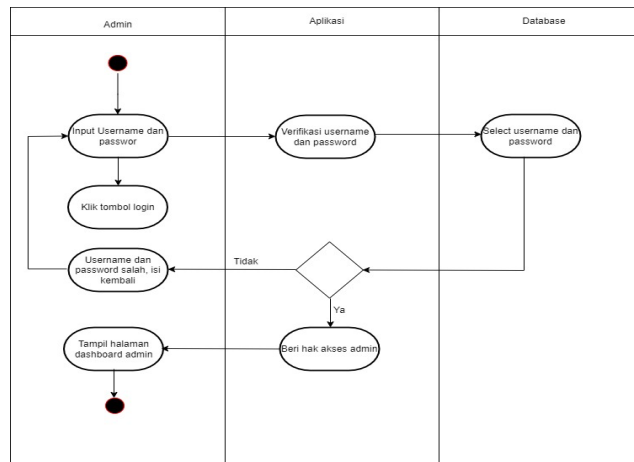 Admin
Aplikasi
Database
Input Username dan
passwor
Verifikasi username
dan password
Select username dan
password
Klik tombol login
Username dan
password salah, isi
kembali
Tidak
Ya
Tampil halaman
dashboard admin
Beri hak akses admin